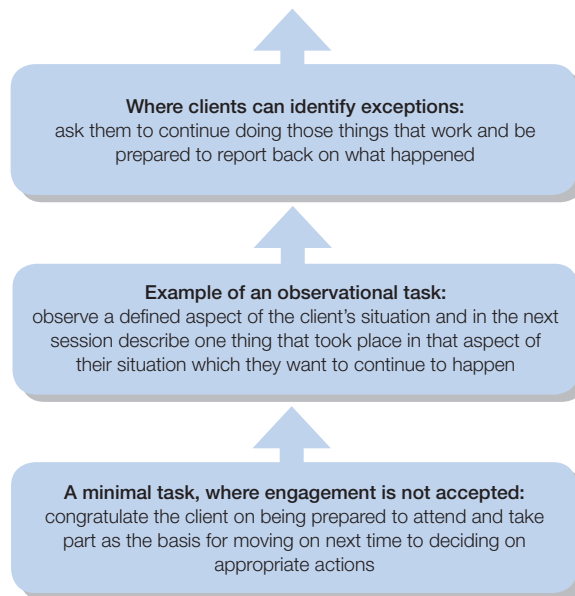 Where clients can identify exceptions:
ask them to continue doing those things that work and be
prepared to report back on what happened
Example of an observational task:
observe a defined aspect of the client’s situation and in the next
session describe one thing that took place in that aspect of
their situation which they want to continue to happen
A minimal task, where engagement is not accepted:
congratulate the client on being prepared to attend and take
part as the basis for moving on next time to deciding on
appropriate actions